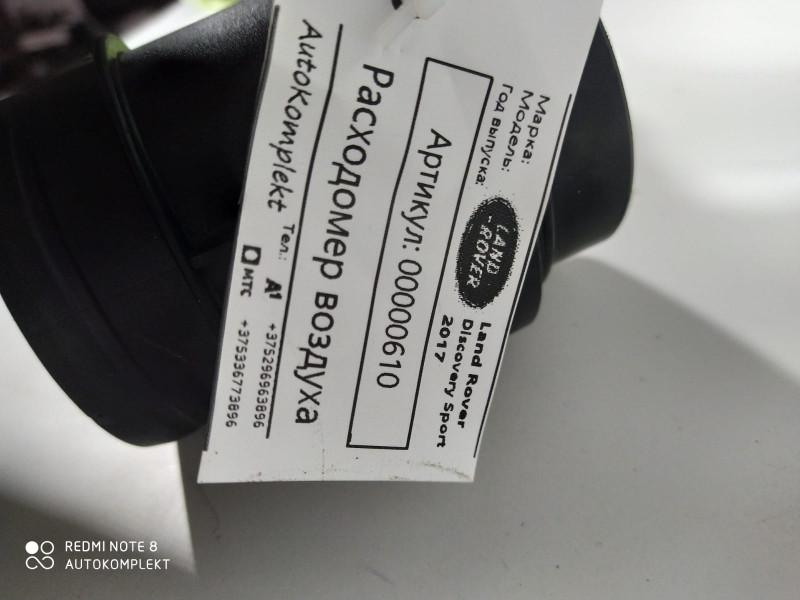 Марка:
Land Rover
Модель:
Discovery Sport
Год выпуска:
2017
LAND
-ROVER-
Артикул: 00000610
Расходомер воздуха
AutoKomplekt Тел.:
A1 +375296963896
МТС +375336773896
REDMI NOTE 8
AUTOKOMPLEKT